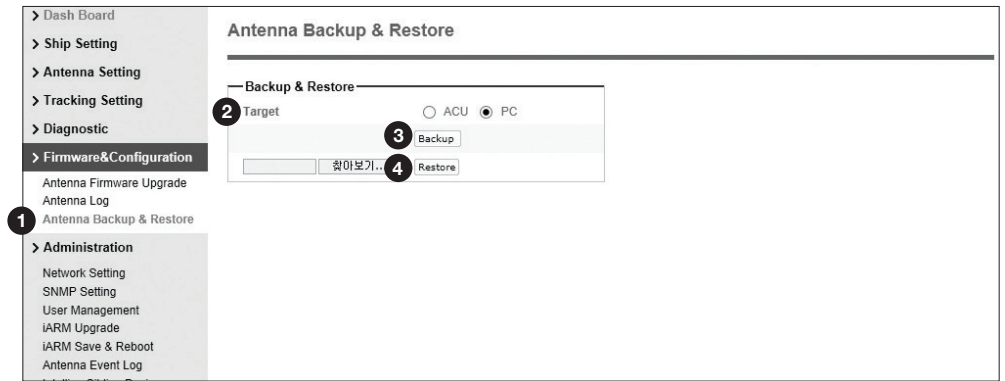 > Dash Board
> Ship Setting
> Antenna Setting
> Tracking Setting
> Diagnostic
> Firmware&Configuration
Antenna Firmware Upgrade
Antenna Log
1 Antenna Backup & Restore
> Administration
Network Setting
SNMP Setting
User Management
iARM Upgrade
iARM Save & Reboot
Antenna Event Log
Antenna Backup & Restore
Backup & Restore
2 Target ACU PC
3 Backup
찾아보기... 4 Restore